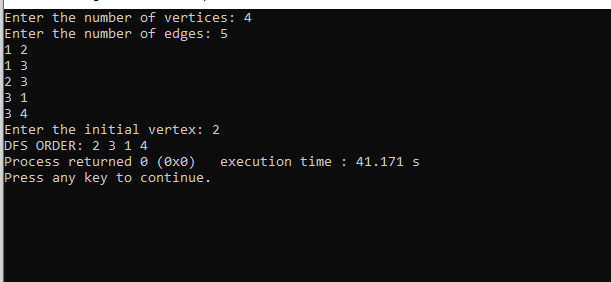 Enter the number of vertices: 4
Enter the number of edges: 5
1 2
1 3
2 3
3 1
3 4
Enter the initial vertex: 2
DFS ORDER: 2 3 1 4
Process returned 0 (0x0)   execution time : 41.171 s
Press any key to continue.